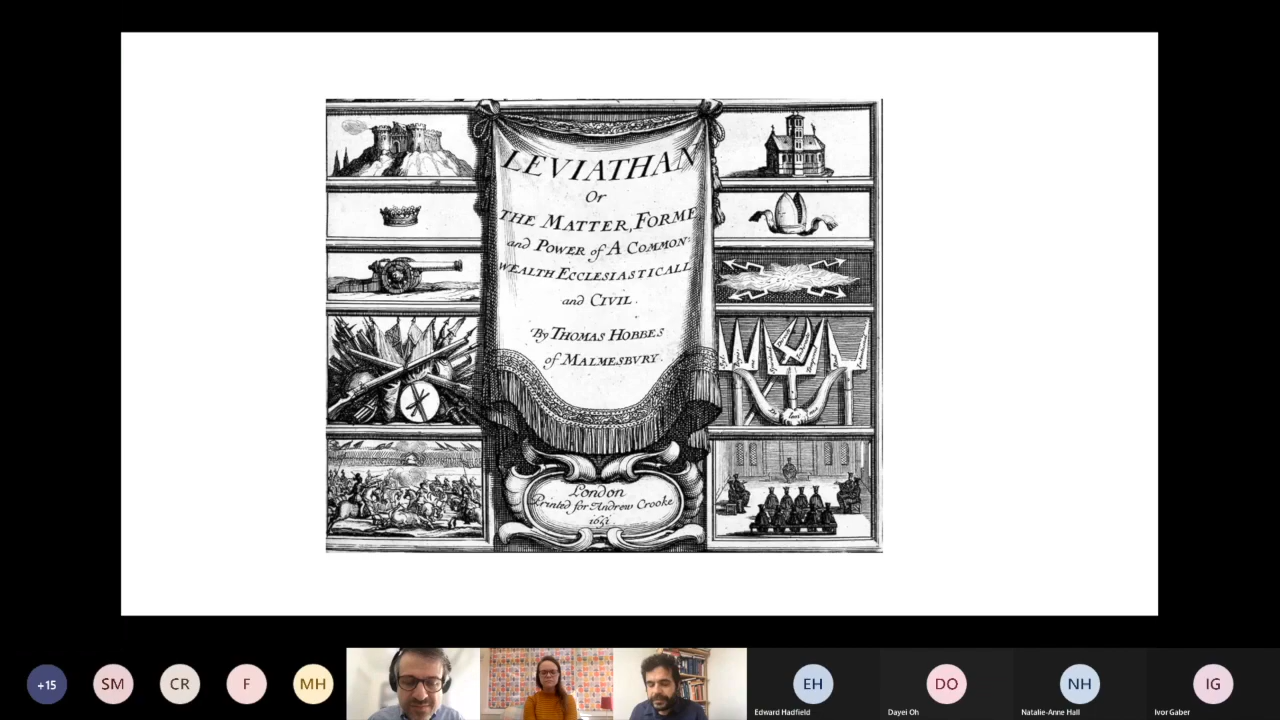 LEVIATHAN
Or
THE MATTER, FORME
and POWER of A COMMON-
WEALTH ECCLESIASTICALL
and CIVIL.
By THOMAS HOBBES
of MALMESBVRY.
London
Printed for Andrew Crooke
1651
+15
SM
CR
F
MH
EH
Edward Hadfield
DO
Dayei Oh
NH
Natalie-Anne Hall
IG
Ivor Gaber